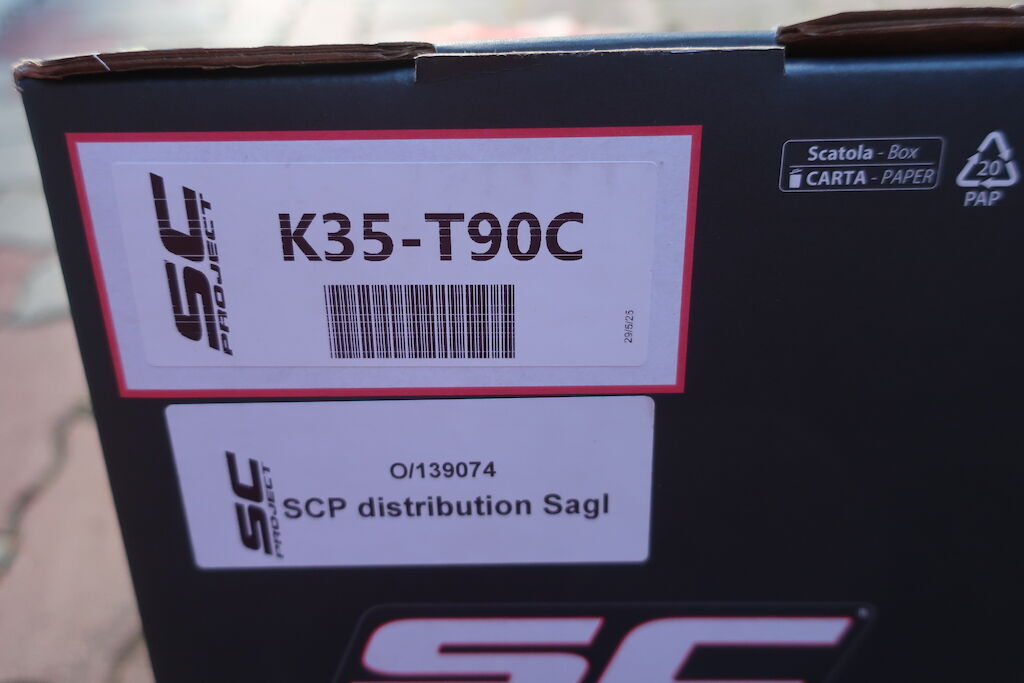 SC
PROJECT
K35-T90C
29/5/25
Scatola - Box
CARTA - PAPER
20
PAP
SC
PROJECT
O/139074
SCP distribution Sagl
SC